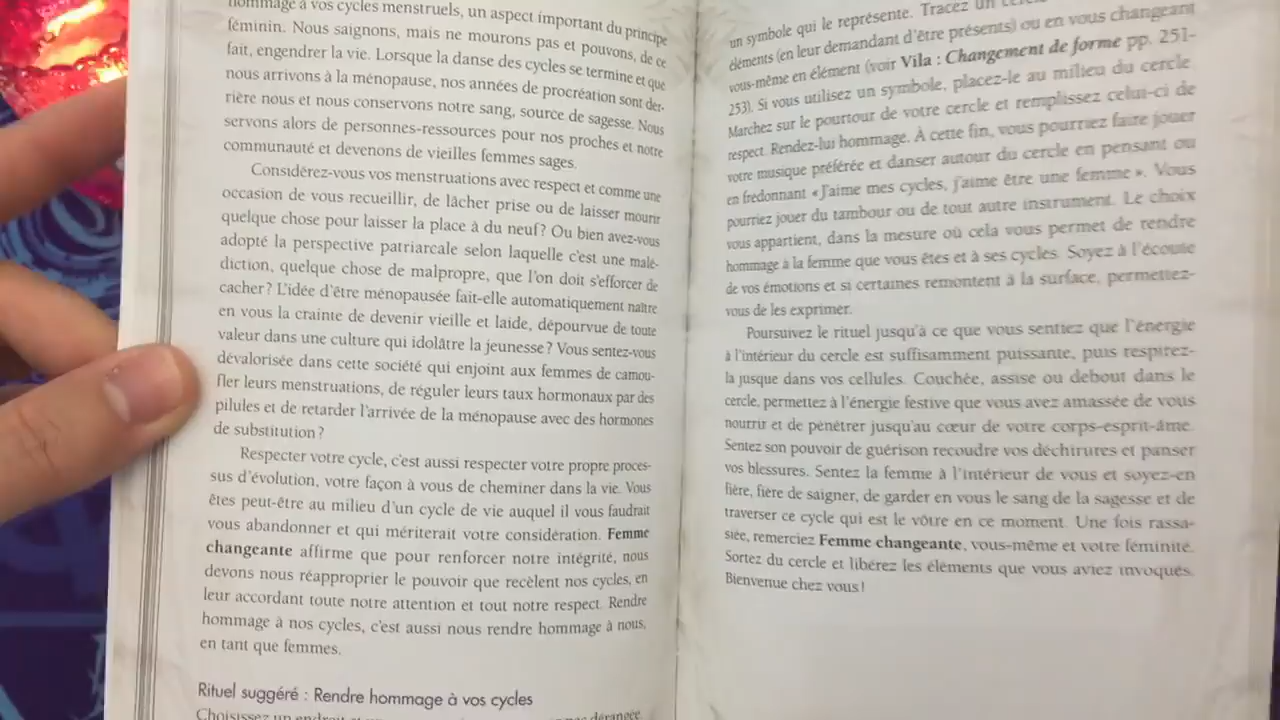 hommage à vos cycles menstruels, un aspect important du principe
féminin. Nous saignons, mais ne mourons pas et pouvons, de ce
fait, engendrer la vie. Lorsque la danse des cycles se termine et que
nous arrivons à la ménopause, nos années de procréation sont der-
rière nous et nous conservons notre sang, source de sagesse. Nous
servons alors de personnes-ressources pour nos proches et notre
communauté et devenons de vieilles femmes sages.
Considérez-vous vos menstruations avec respect et comme une
occasion de vous recueillir, de lâcher prise ou de laisser mourir
quelque chose pour laisser la place à du neuf? Ou bien avez-vous
adopté la perspective patriarcale selon laquelle c'est une malé-
diction, quelque chose de malpropre, que l'on doit s'efforcer de
cacher? L'idée d'être ménopausée fait-elle automatiquement naître
en vous la crainte de devenir vieille et laide, dépourvue de toute
valeur dans une culture qui idolâtre la jeunesse? Vous sentez-vous
dévalorisée dans cette société qui enjoint aux femmes de camou-
fler leurs menstruations, de réguler leurs taux hormonaux par des
pilules et de retarder l'arrivée de la ménopause avec des hormones
de substitution?
Respecter votre cycle, c'est aussi respecter votre propre proces-
sus d'évolution, votre façon à vous de cheminer dans la vie. Vous
êtes peut-être au milieu d'un cycle de vie auquel il vous faudrait
vous abandonner et qui mériterait votre considération. Femme
changeante affirme que pour renforcer notre intégrité, nous
devons nous réapproprier le pouvoir que recèlent nos cycles, en
leur accordant toute notre attention et tout notre respect. Rendre
hommage à nos cycles, c'est aussi nous rendre hommage à nous,
en tant que femmes.
Rituel suggéré : Rendre hommage à vos cycles
Choisissez un endroit et dérangée
un symbole qui le représente. Tracez un
éléments (en leur demandant d'être présents) ou en vous changeant
vous-même en élément (voir Vila : Changement de forme pp. 251-
253). Si vous utilisez un symbole, placez-le au milieu du cercle.
Marchez sur le pourtour de votre cercle et remplissez celui-ci de
respect. Rendez-lui hommage. À cette fin, vous pourriez faire jouer
votre musique préférée et danser autour du cercle en pensant ou
en fredonnant « J'aime mes cycles, j'aime être une femme ». Vous
pourriez jouer du tambour ou de tout autre instrument. Le choix
vous appartient, dans la mesure où cela vous permet de rendre
hommage à la femme que vous êtes et à ses cycles. Soyez à l'écoute
de vos émotions et si certaines remontent à la surface, permettez-
vous de les exprimer.
Poursuivez le rituel jusqu'à ce que vous sentiez que l'énergie
à l'intérieur du cercle est suffisamment puissante, puis respirez-
la jusque dans vos cellules. Couchée, assise ou debout dans le
cercle, permettez à l'énergie festive que vous avez amassée de vous
nourrir et de pénétrer jusqu'au cœur de votre corps-esprit-âme.
Sentez son pouvoir de guérison recoudre vos déchirures et panser
vos blessures. Sentez la femme à l'intérieur de vous et soyez-en
fière, fière de saigner, de garder en vous le sang de la sagesse et de
traverser ce cycle qui est le vôtre en ce moment. Une fois rassa-
siée, remerciez Femme changeante, vous-même et votre féminité.
Sortez du cercle et libérez les éléments que vous aviez invoqués.
Bienvenue chez vous!